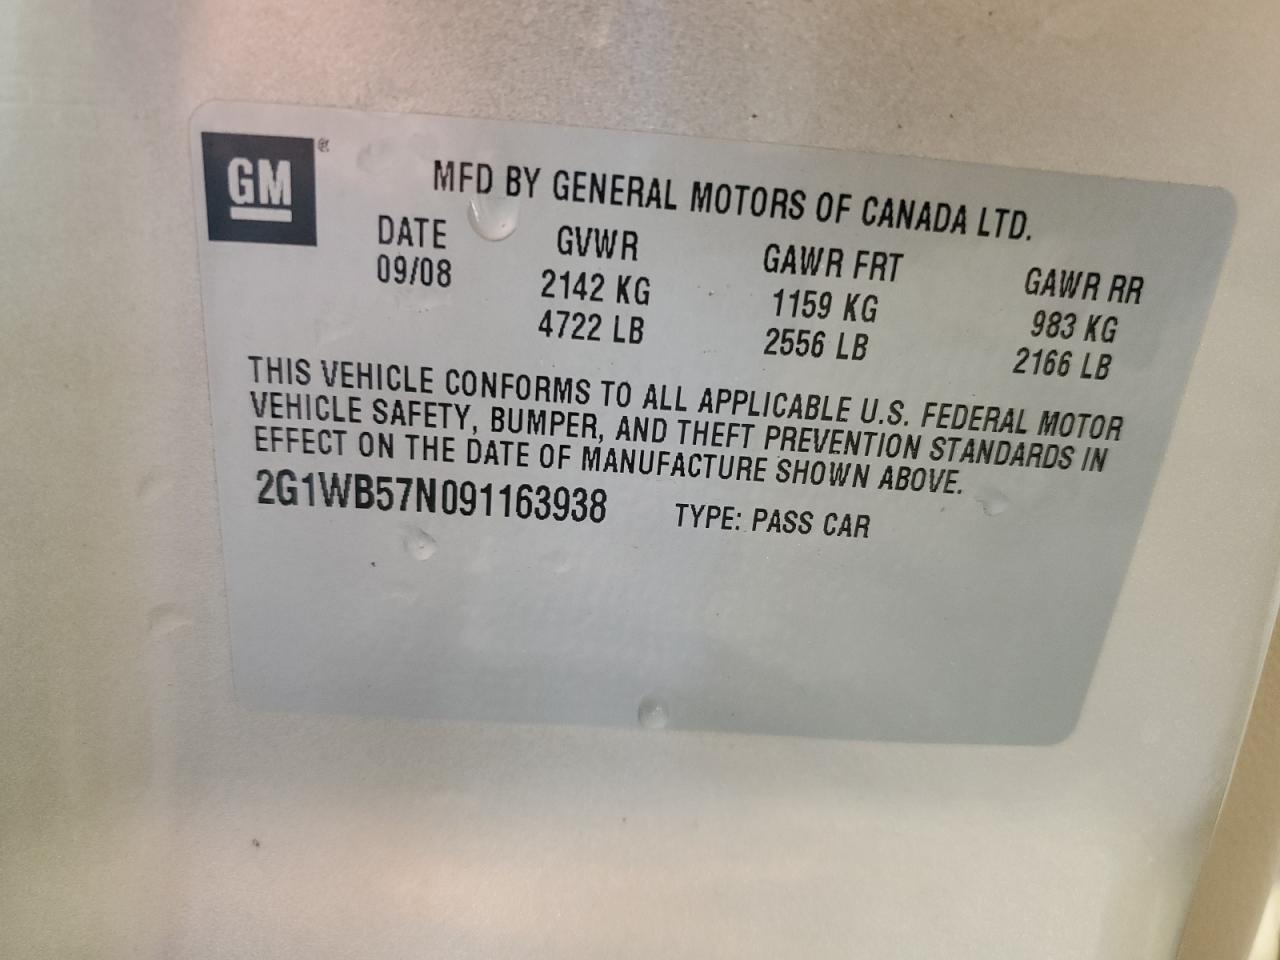 GM®
MFD BY GENERAL MOTORS OF CANADA LTD.
DATE GVWR GAWR FRT GAWR RR
09/08 2142 KG 1159 KG 983 KG
4722 LB 2556 LB 2166 LB
THIS VEHICLE CONFORMS TO ALL APPLICABLE U.S. FEDERAL MOTOR
VEHICLE SAFETY, BUMPER, AND THEFT PREVENTION STANDARDS IN
EFFECT ON THE DATE OF MANUFACTURE SHOWN ABOVE.
2G1WB57N091163938 TYPE: PASS CAR